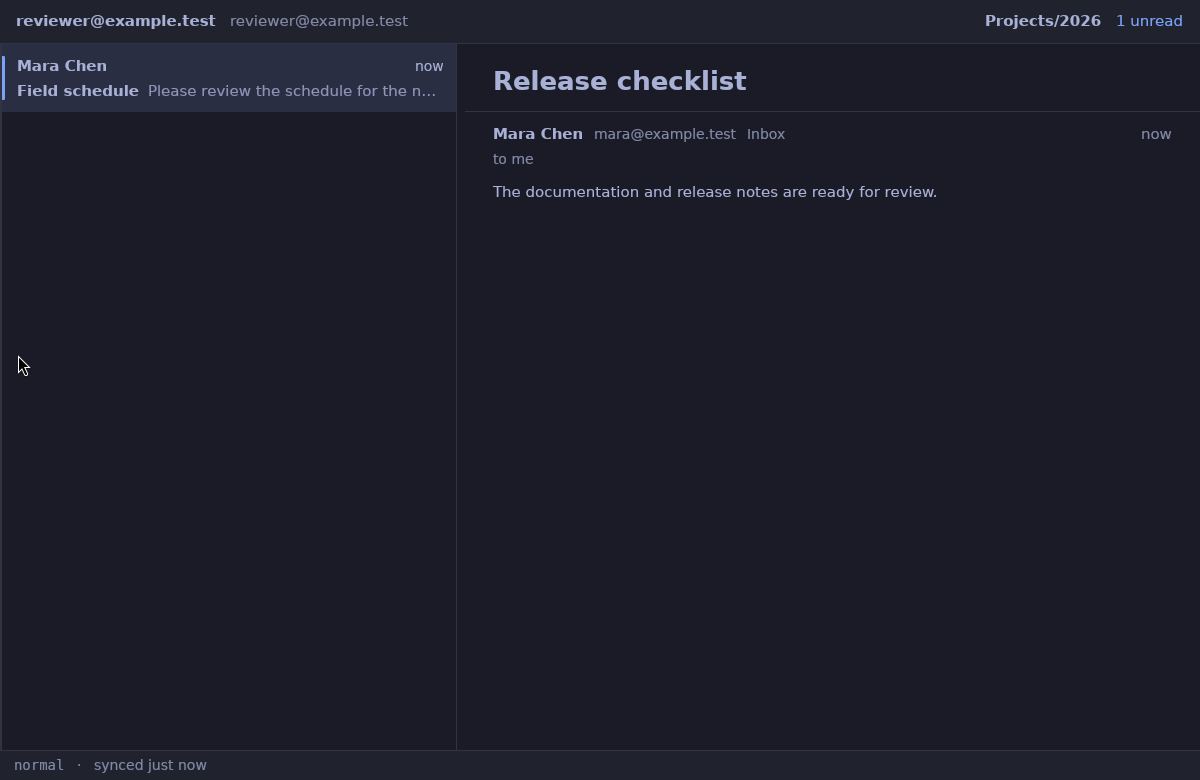 reviewer@example.test reviewer@example.test Projects/2026 1 unread
Mara Chen now
Field schedule Please review the schedule for the n…
Release checklist
Mara Chen mara@example.test Inbox now
to me
The documentation and release notes are ready for review.
normal · synced just now